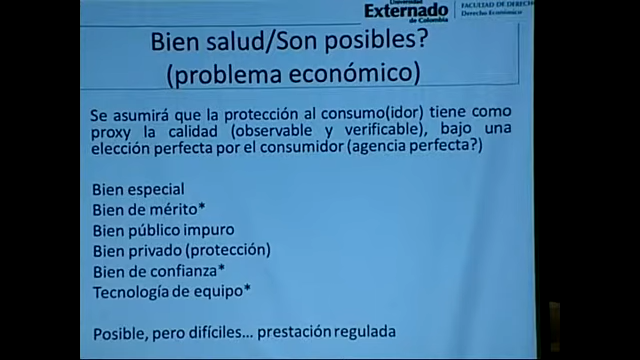 Universidad
Externado
de Colombia
FACULTAD DE DERECHO
Derecho Económico
Bien salud/Son posibles?
(problema económico)
Se asumirá que la protección al consumo(idor) tiene como
proxy la calidad (observable y verificable), bajo una
elección perfecta por el consumidor (agencia perfecta?)
Bien especial
Bien de mérito*
Bien público impuro
Bien privado (protección)
Bien de confianza*
Tecnología de equipo*
Posible, pero difíciles... prestación regulada